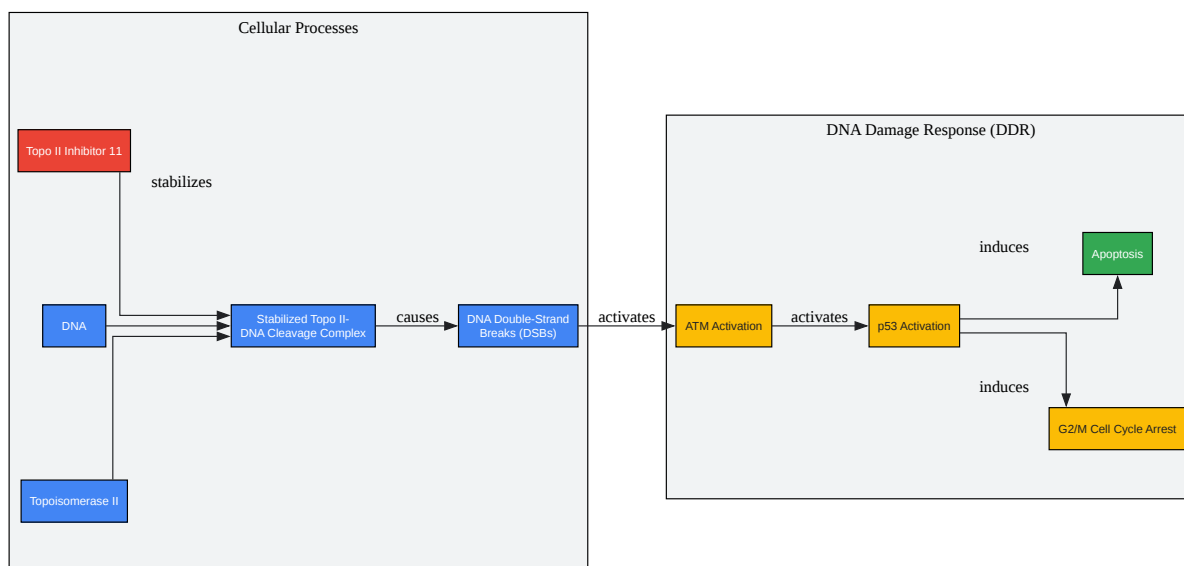 Cellular Processes
Topo II Inhibitor 11
stabilizes
DNA
Stabilized Topo II-
DNA Cleavage Complex
causes
DNA Double-Strand
Breaks (DSBs)
Topoisomerase II
activates
DNA Damage Response (DDR)
ATM Activation
activates
p53 Activation
induces
Apoptosis
induces
G2/M Cell Cycle Arrest